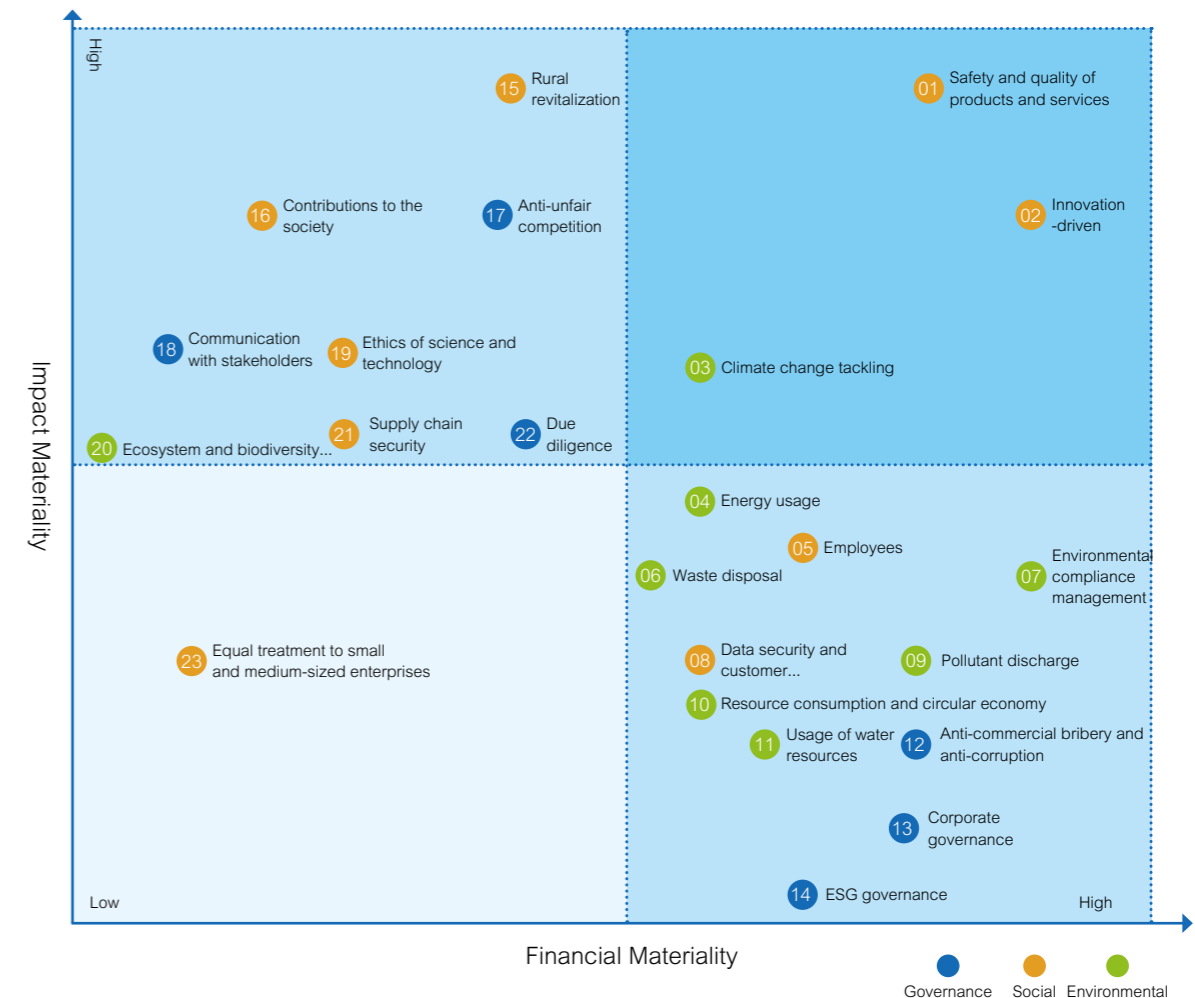 High
15
Rural
revitalization
01
Safety and quality of
products and services
16
Contributions to the
society
17
Anti-unfair
competition
02
Innovation
-driven
18
Communication
with stakeholders
19
Ethics of science and
technology
03
Climate change tackling
20
Ecosystem and biodiversity...
21
Supply chain
security
22
Due
diligence
04
Energy usage
05
Employees
06
Waste disposal
07
Environmental
compliance
management
23
Equal treatment to small
and medium-sized enterprises
08
Data security and
customer...
09
Pollutant discharge
10
Resource consumption and circular economy
11
Usage of water
resources
12
Anti-commercial bribery and
anti-corruption
13
Corporate
governance
14
ESG governance
Low
High
Impact Materiality
Financial Materiality
Governance
Social
Environmental